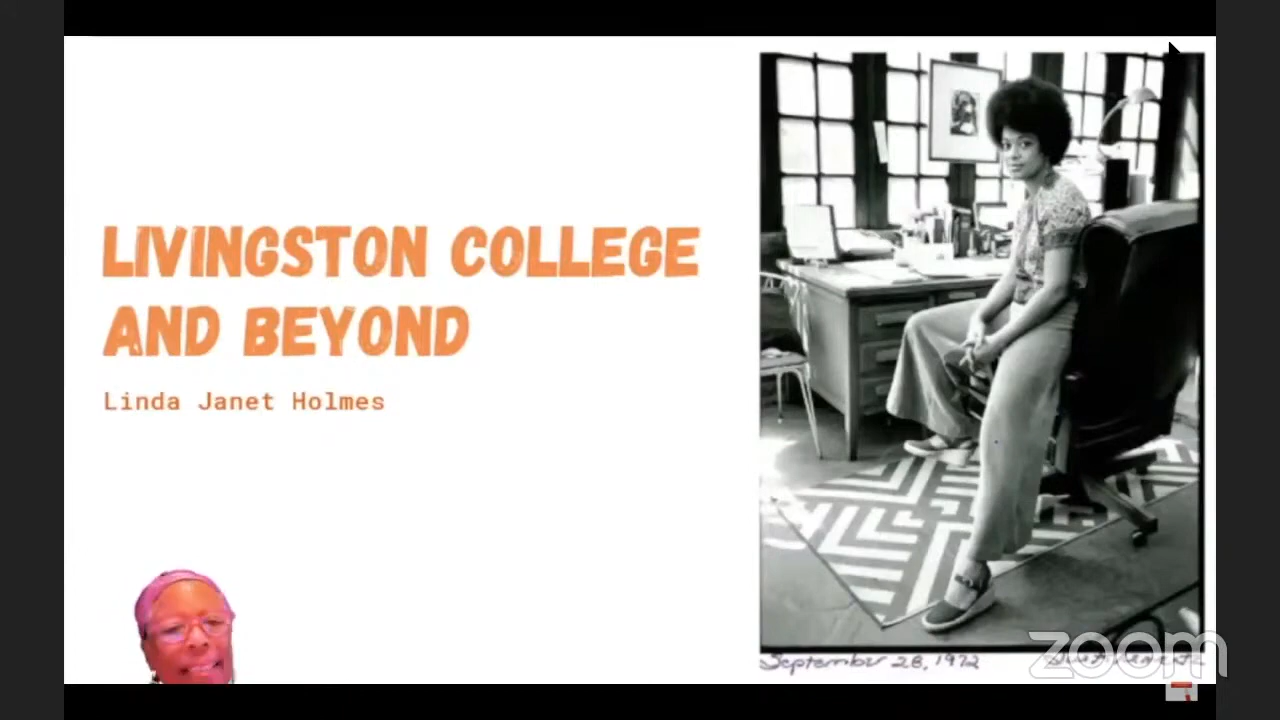 LIVINGSTON COLLEGE
AND BEYOND
Linda Janet Holmes
September 28, 1972
zoom